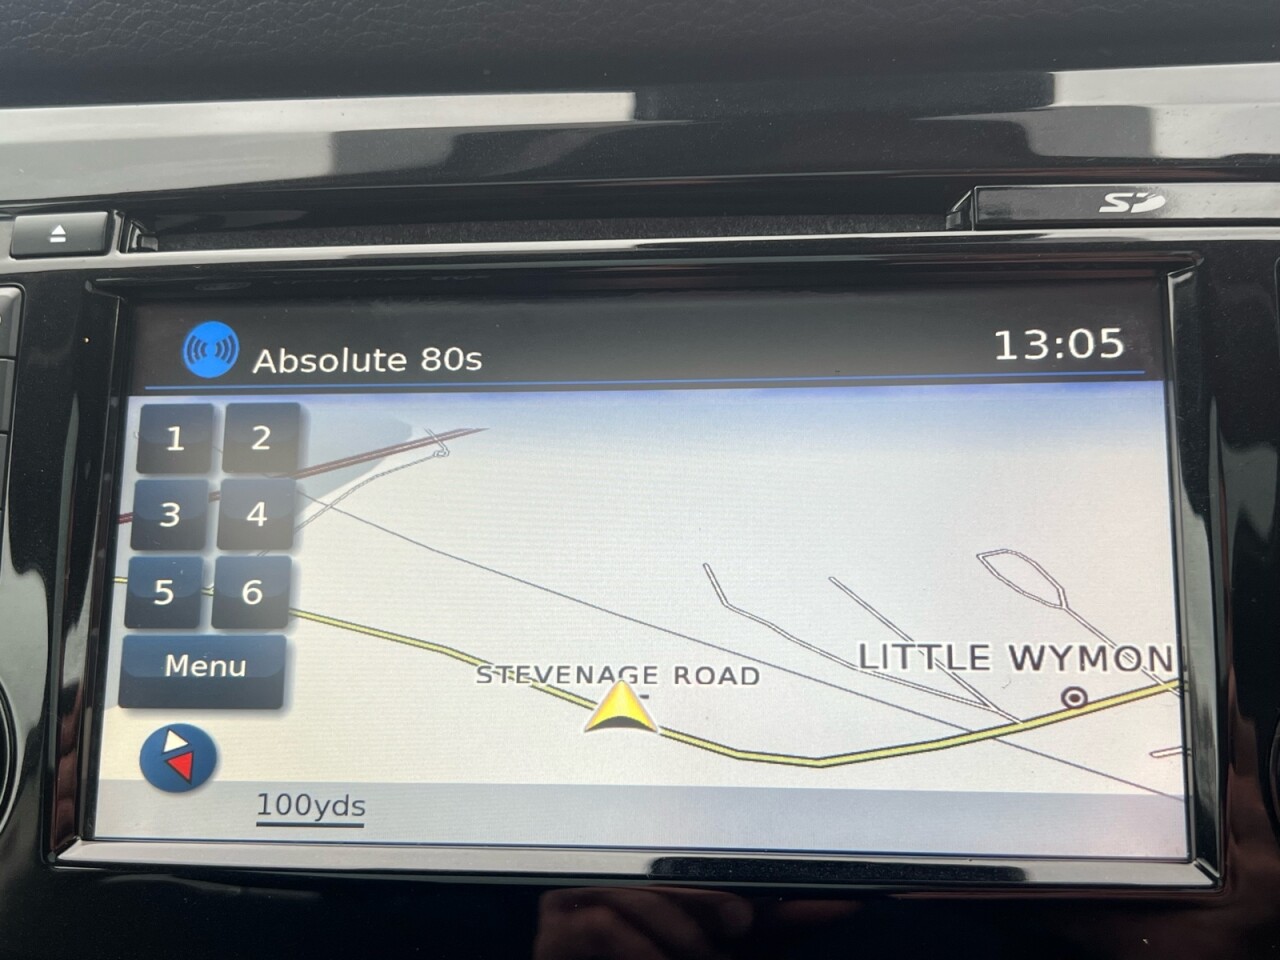 SD
Absolute 80s
13:05
1
2
3
4
5
6
Menu
STEVENAGE ROAD
LITTLE WYMON
100yds